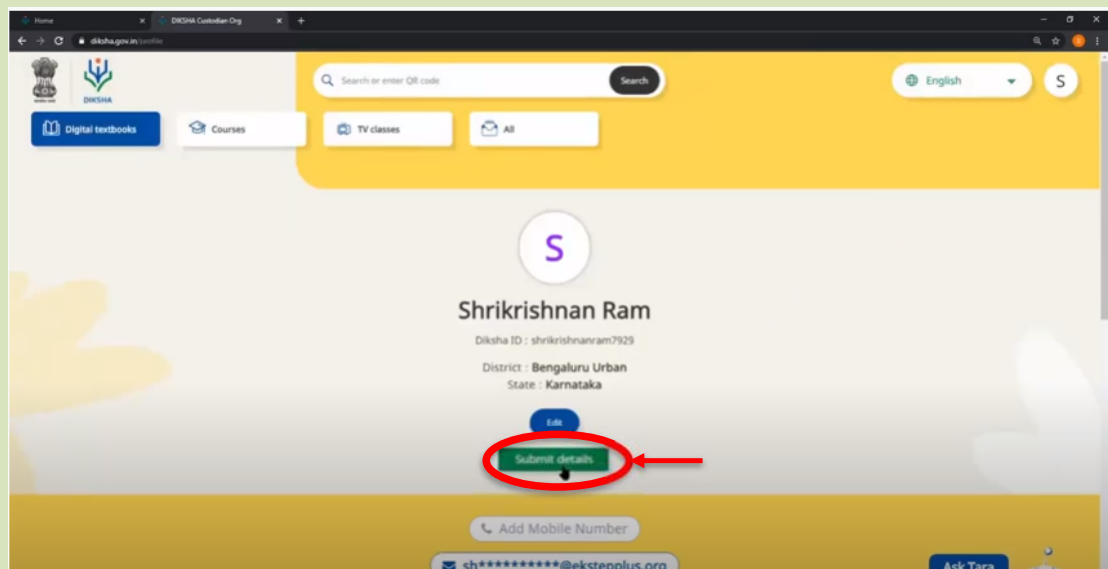 Home
DIKSHA Custodian Org
diksha.gov.in/profile
DIKSHA
Search or enter QR code
Search
English
S
Digital textbooks
Courses
TV classes
All
S
Shrikrishnan Ram
Diksha ID : shrikrishnanram7929
District : Bengaluru Urban
State : Karnataka
Edit
Submit details
Add Mobile Number
sh**********@ekstepplus.org
Ask Tara